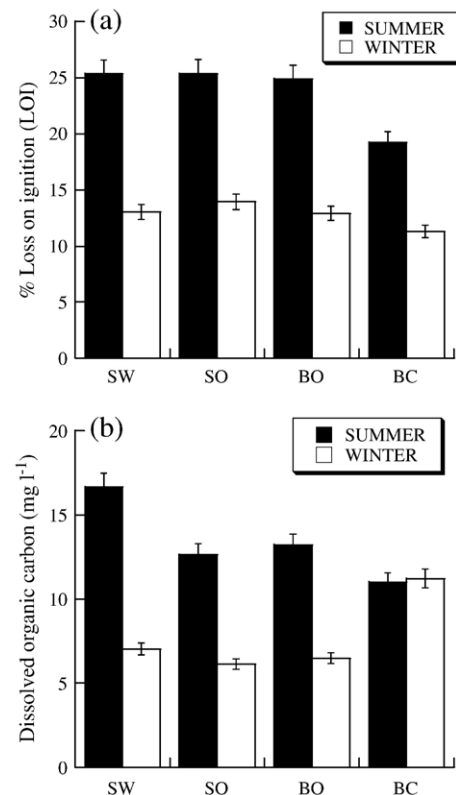 (a)
SUMMER
WINTER
% Loss on ignition (LOI)
30
25
20
15
10
5
0
SW SO BO BC
(b)
SUMMER
WINTER
Dissolved organic carbon (mg l⁻¹)
20
15
10
5
0
SW SO BO BC